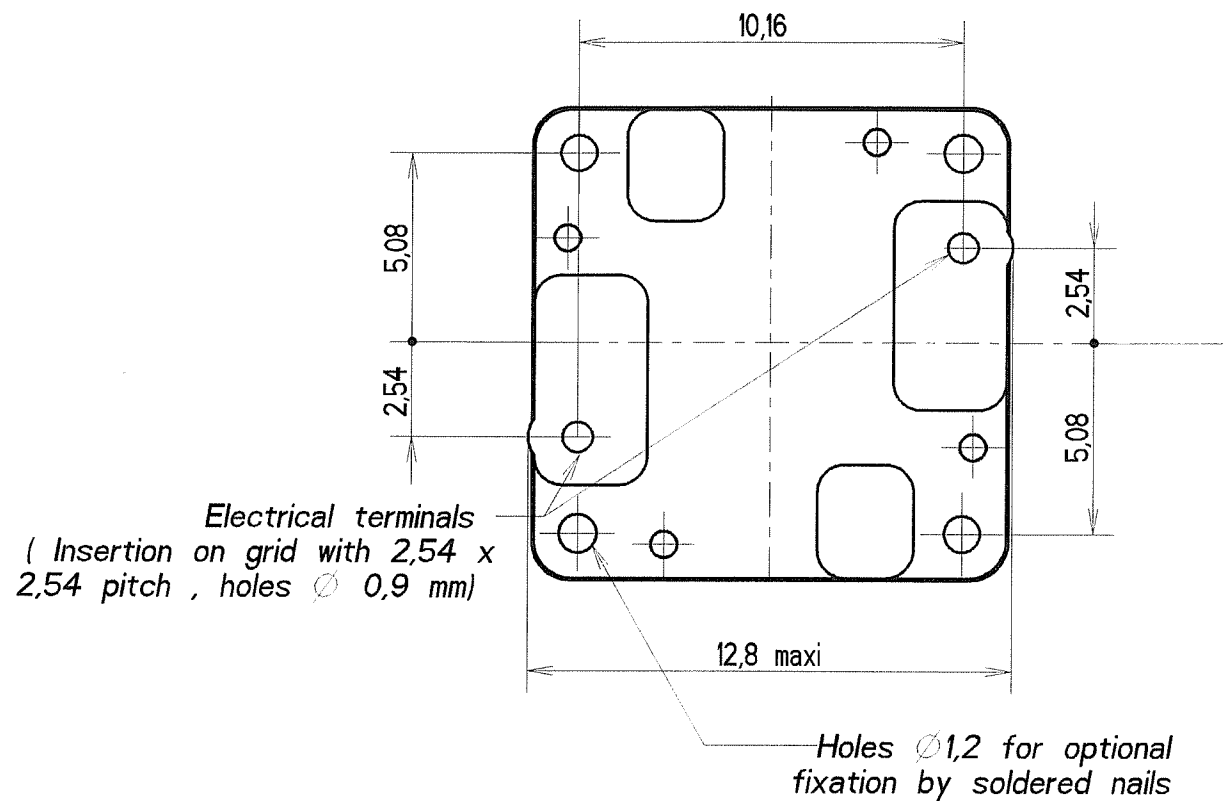 10,16
5,08
2,54
2,54
5,08
Electrical terminals
( Insertion on grid with 2,54 x
2,54 pitch , holes ∅ 0,9 mm)
12,8 maxi
Holes ∅1,2 for optional
fixation by soldered nails